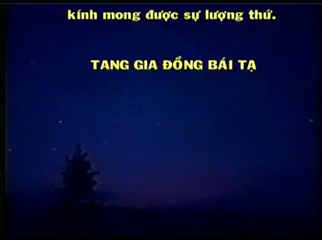 kính mong được sự lượng thứ.
TANG GIA ĐỒNG BÁI TẠ